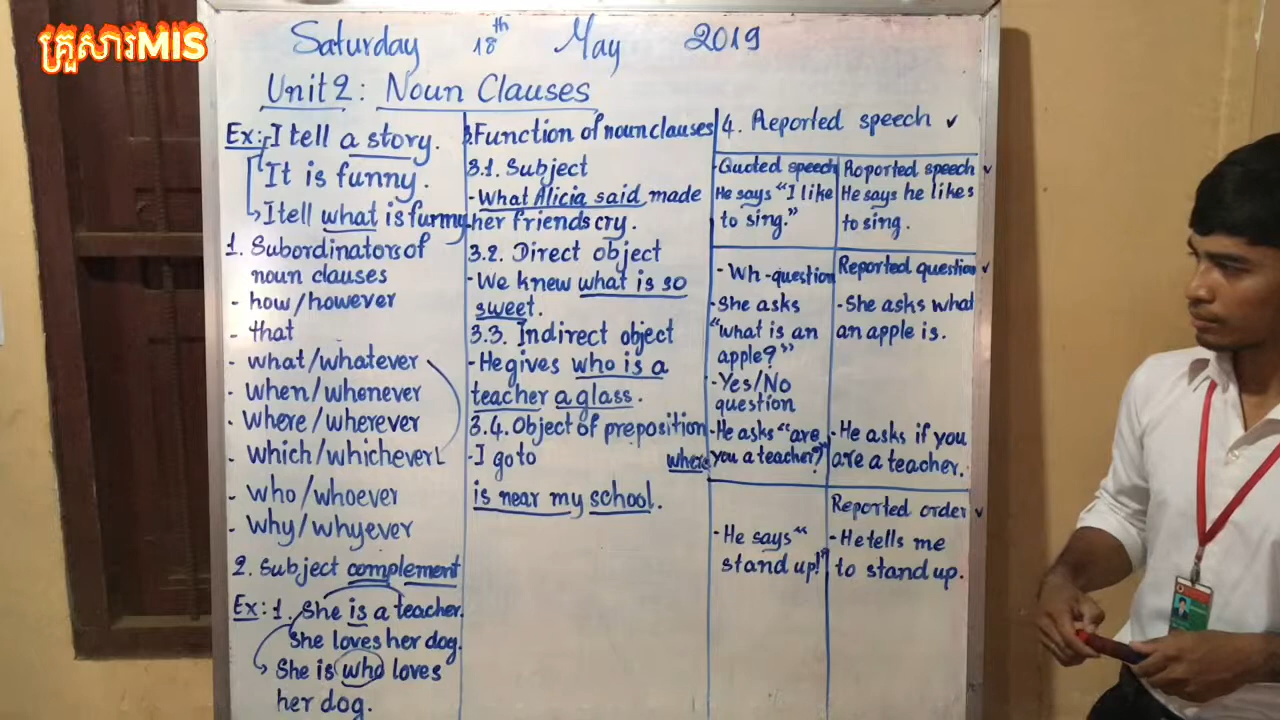 គ្រួសារMIS
Saturday 18th May 2019
Unit 2: Noun Clauses
Ex: I tell a story.
It is funny.
I tell what is funny.
1. Subordinators of
noun clauses
- how/however
- that
- what/whatever
- when/whenever
- where/wherever
- which/whichever
- who/whoever
- why/whyever
2. Subject complement
Ex: 1. She is a teacher.
She loves her dog.
She is who loves
her dog.
3. Function of noun clauses
3.1. Subject
- What Alicia said made
her friends cry.
3.2. Direct object
- We knew what is so
sweet.
3.3. Indirect object
- He gives who is a
teacher a glass.
3.4. Object of preposition
- I go to where
is near my school.
4. Reported speech ✓
- Quoted speech
He says "I like
to sing."
Roported speech ✓
He says he likes
to sing.
- Wh-question
- She asks
"what is an
apple?"
- Yes/No
question
- He asks "are
you a teacher?"
Reported question ✓
- She asks what
an apple is.
- He asks if you
are a teacher.
- He says "
stand up!"
Reported order ✓
- He tells me
to stand up.